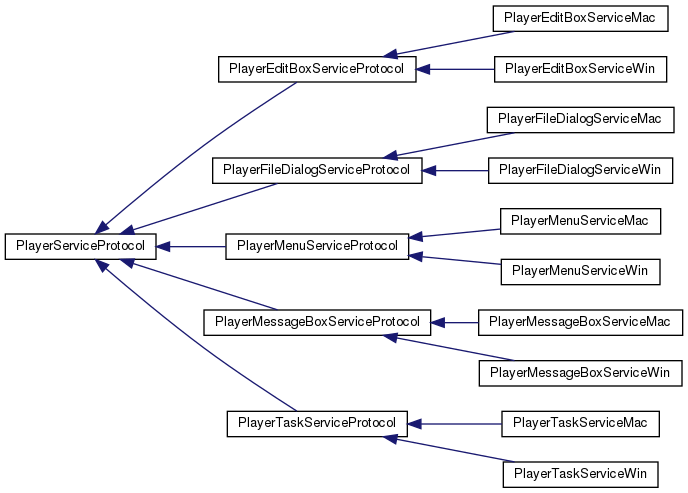 PlayerEditBoxServiceMac
PlayerEditBoxServiceProtocol
PlayerEditBoxServiceWin
PlayerFileDialogServiceMac
PlayerFileDialogServiceProtocol
PlayerFileDialogServiceWin
PlayerMenuServiceMac
PlayerServiceProtocol
PlayerMenuServiceProtocol
PlayerMenuServiceWin
PlayerMessageBoxServiceProtocol
PlayerMessageBoxServiceMac
PlayerMessageBoxServiceWin
PlayerTaskServiceProtocol
PlayerTaskServiceMac
PlayerTaskServiceWin